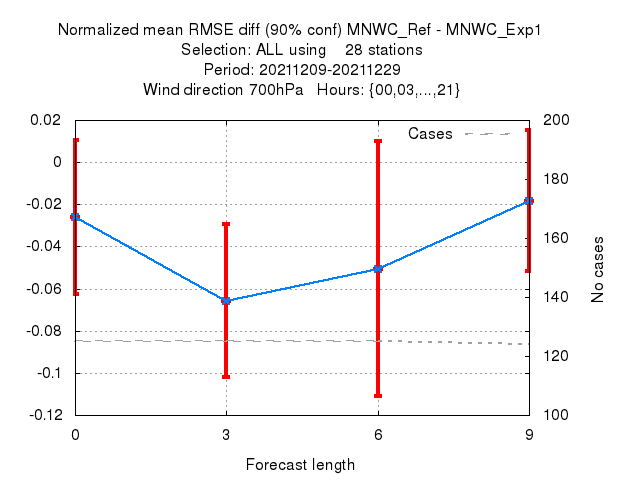 Normalized mean RMSE diff (90% conf) MNWC_Ref - MNWC_Exp1
Selection: ALL using    28 stations
Period: 20211209-20211229
Wind direction 700hPa   Hours: {00,03,...,21}
0.02
0
-0.02
-0.04
-0.06
-0.08
-0.1
-0.12
200
180
160
140
120
100
Cases
No cases
0
3
6
9
Forecast length